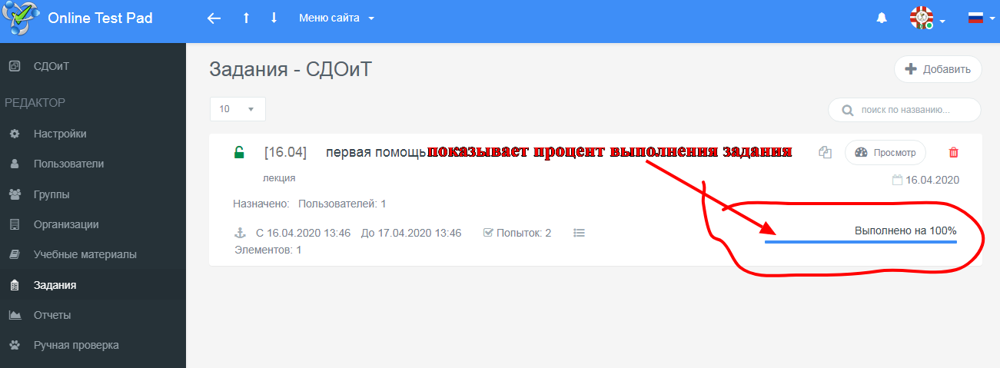 Online Test Pad
Меню сайта
СДОиТ
РЕДАКТОР
Настройки
Пользователи
Группы
Организации
Учебные материалы
Задания
Отчеты
Ручная проверка
Задания - СДОиТ
Добавить
10
поиск по названию...
[16.04] первая помощь показывает процент выполнения задания
Просмотр
лекция
16.04.2020
Назначено: Пользователей: 1
С 16.04.2020 13:46 До 17.04.2020 13:46 Попыток: 2
Выполнено на 100%
Элементов: 1